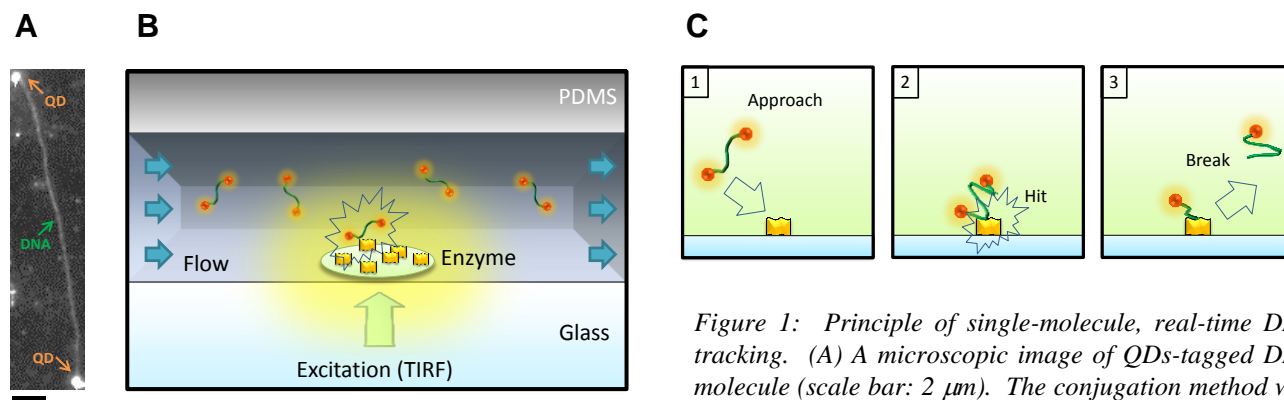 A
B
C
QD
DNA
QD
PDMS
Flow
Enzyme
Glass
Excitation (TIRF)
1
Approach
2
Hit
3
Break
Figure 1: Principle of single-molecule, real-time
tracking. (A) A microscopic image of QDs-tagged
molecule (scale bar: 2 μm). The conjugation method